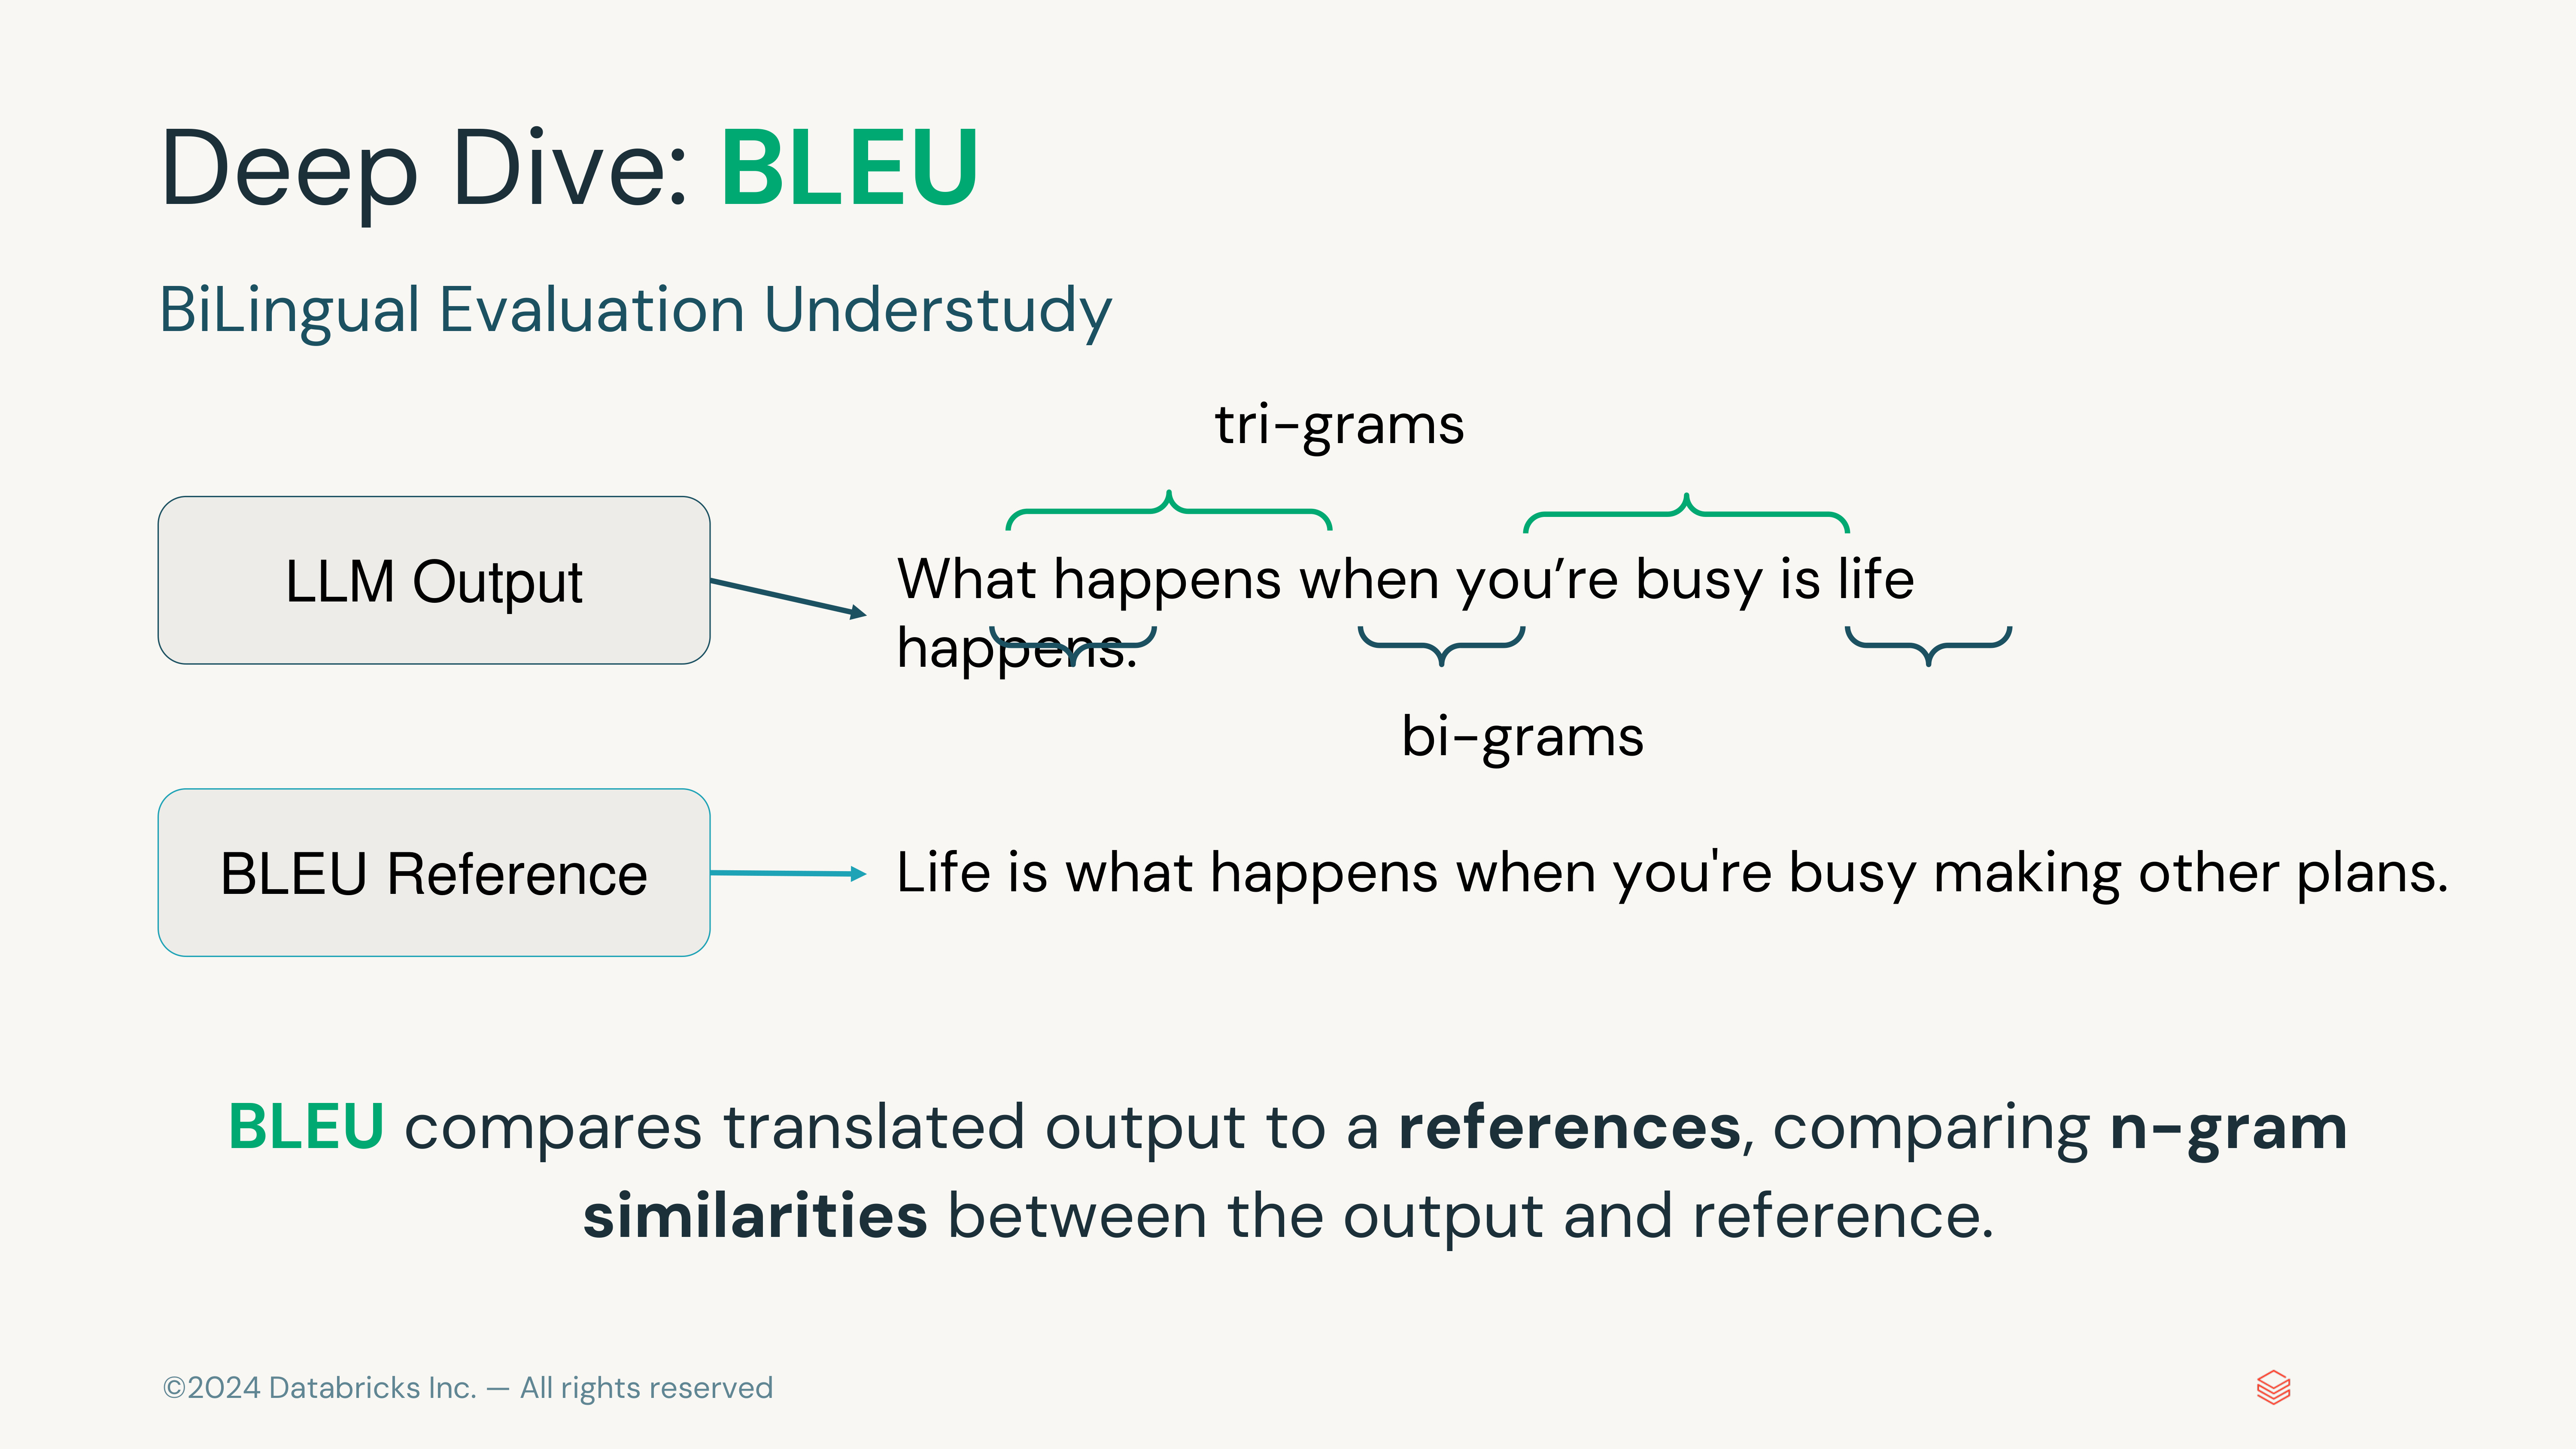 Deep Dive: BLEU
BiLingual Evaluation Understudy
tri-grams
LLM Output
What happens when you’re busy is life
happens.
bi-grams
BLEU Reference
Life is what happens when you're busy making other plans.
BLEU compares translated output to a references, comparing n-gram
similarities between the output and reference.
©2024 Databricks Inc. — All rights reserved